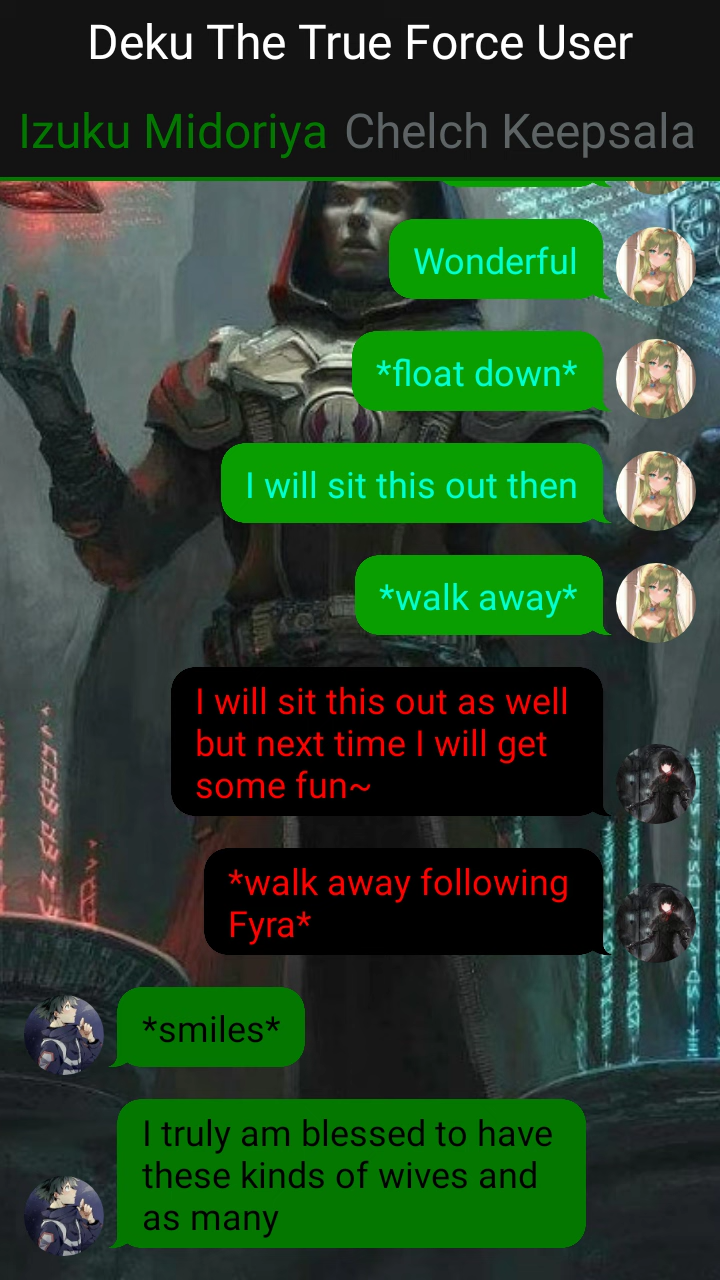 Deku The True Force User
Izuku Midoriya Chelch Keepsala
Wonderful
*float down*
I will sit this out then
*walk away*
I will sit this out as well
but next time I will get
some fun~
*walk away following
Fyra*
*smiles*
I truly am blessed to have
these kinds of wives and
as many